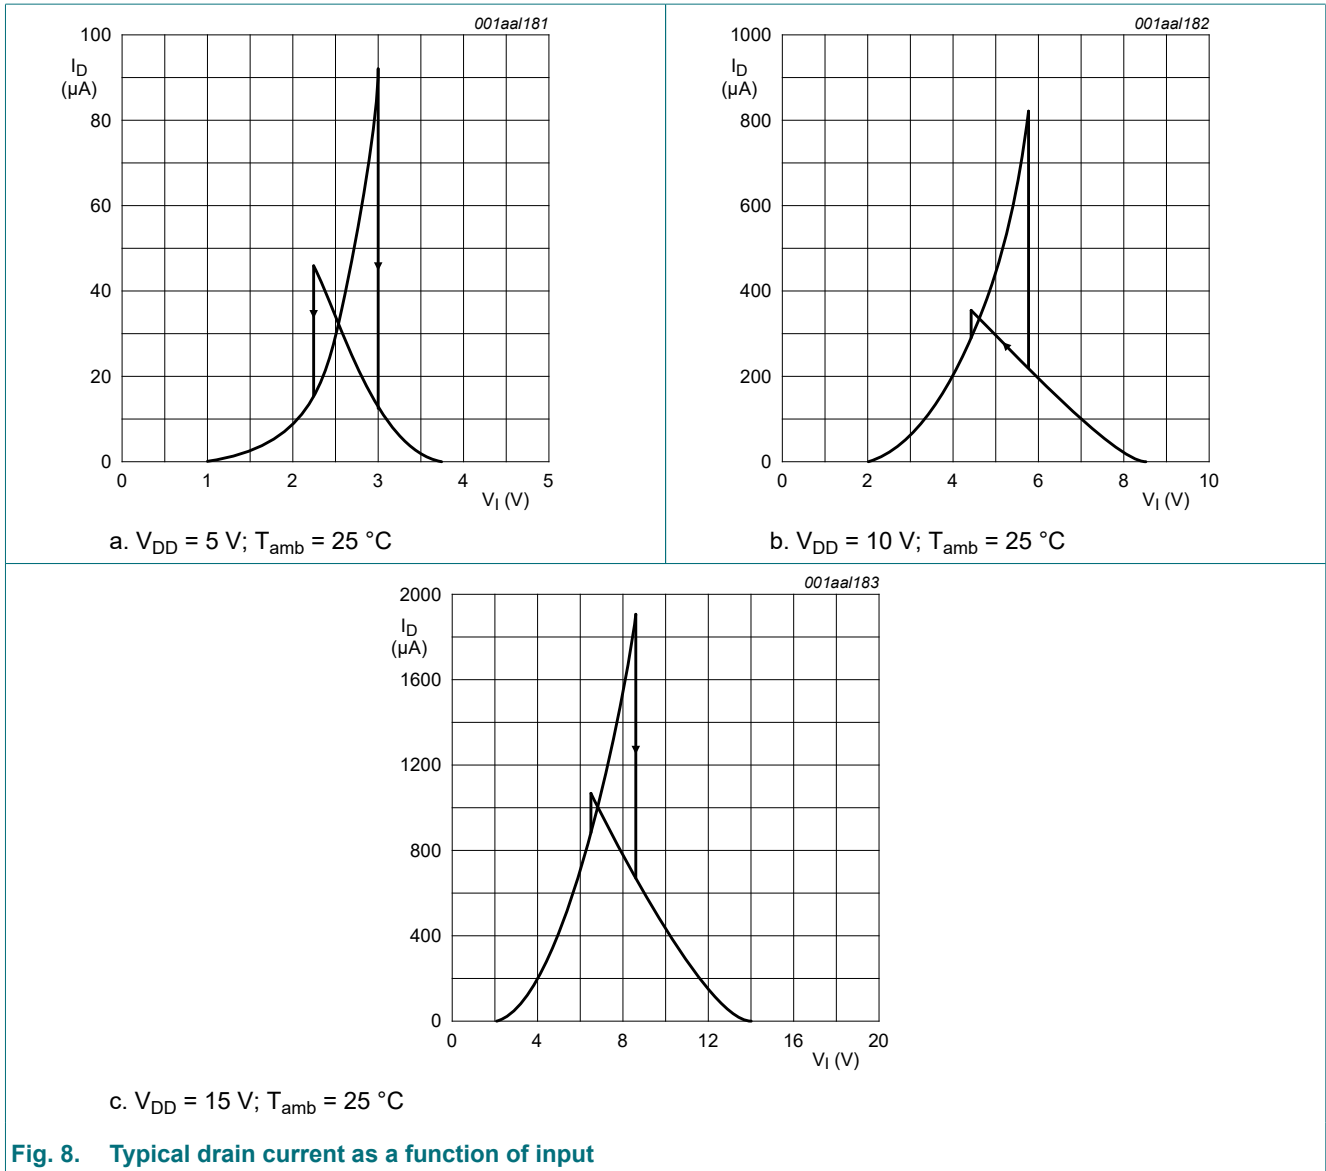 001aal181
100
I_D
(µA)
80
60
40
20
0
0 1 2 3 4 5
V_I (V)
a. V_DD = 5 V; T_amb = 25 °C
001aal182
1000
I_D
(µA)
800
600
400
200
0
0 2 4 6 8 10
V_I (V)
b. V_DD = 10 V; T_amb = 25 °C
001aal183
2000
I_D
(µA)
1600
1200
800
400
0
0 4 8 12 16 20
V_I (V)
c. V_DD = 15 V; T_amb = 25 °C
Fig. 8. Typical drain current as a function of input